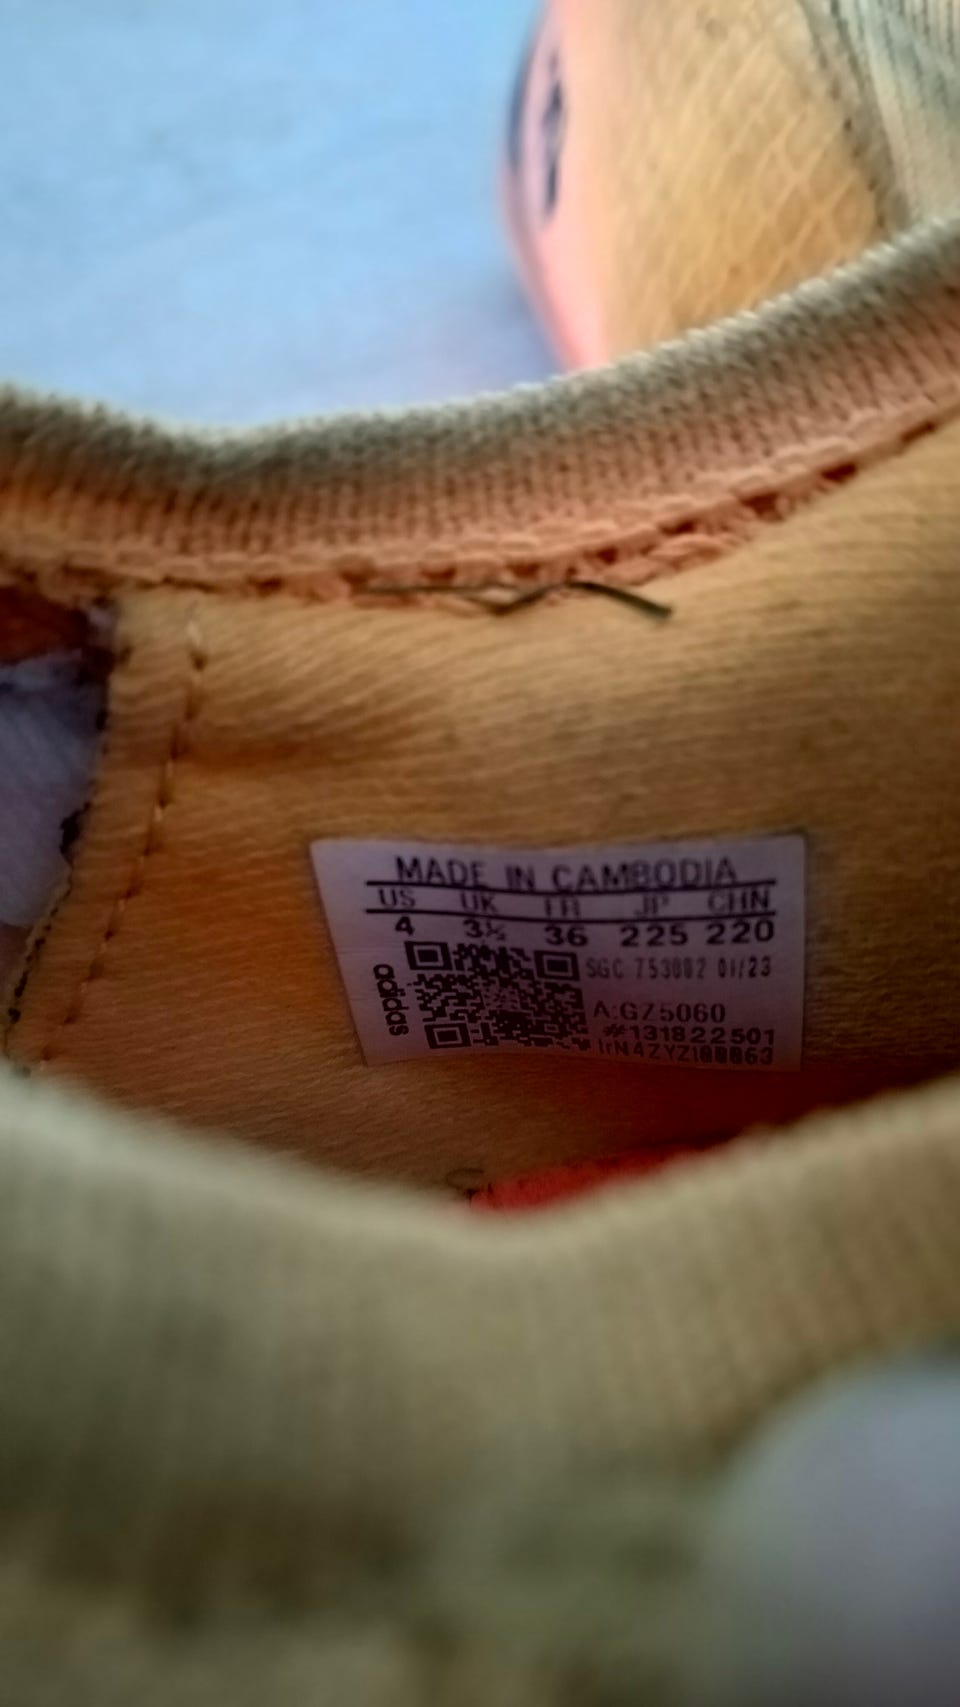 MADE IN CAMBODIA
US UK FR JP CHN
4 3½ 36 225 220
adidas
SGC 753002 01/23
A:GZ5060
#131822501